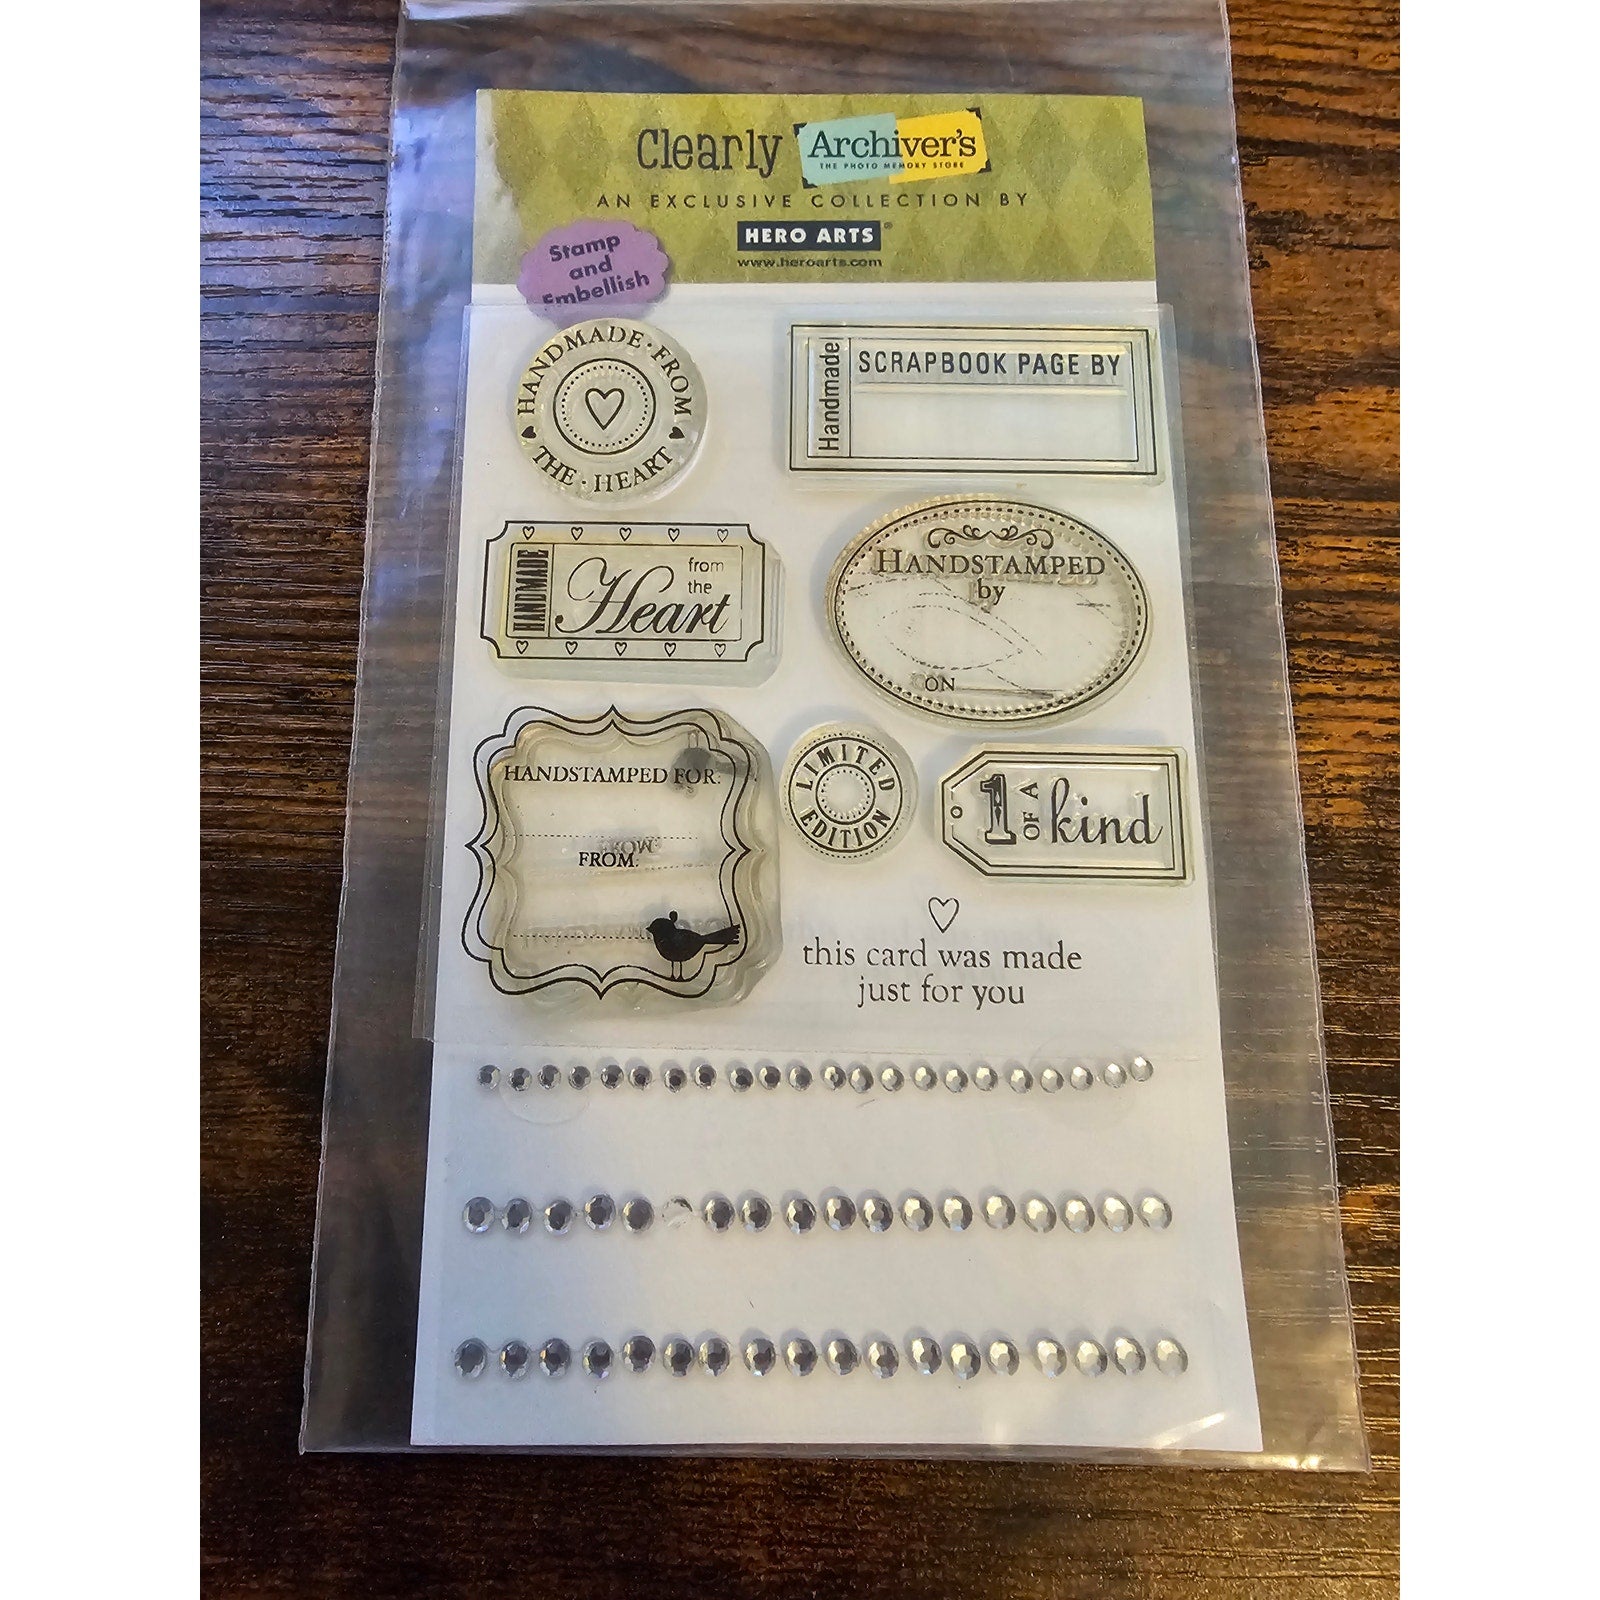 Clearly Archiver's
THE PHOTO MEMORY STORE
AN EXCLUSIVE COLLECTION BY
HERO ARTS®
www.heroarts.com
Stamp
and
Embellish
HANDMADE · FROM
THE · HEART
Handmade
SCRAPBOOK PAGE BY
HANDMADE
from
the
Heart
HANDSTAMPED
by
ON
HANDSTAMPED FOR:
FROM:
LIMITED
EDITION
1 OF A kind
this card was made
just for you